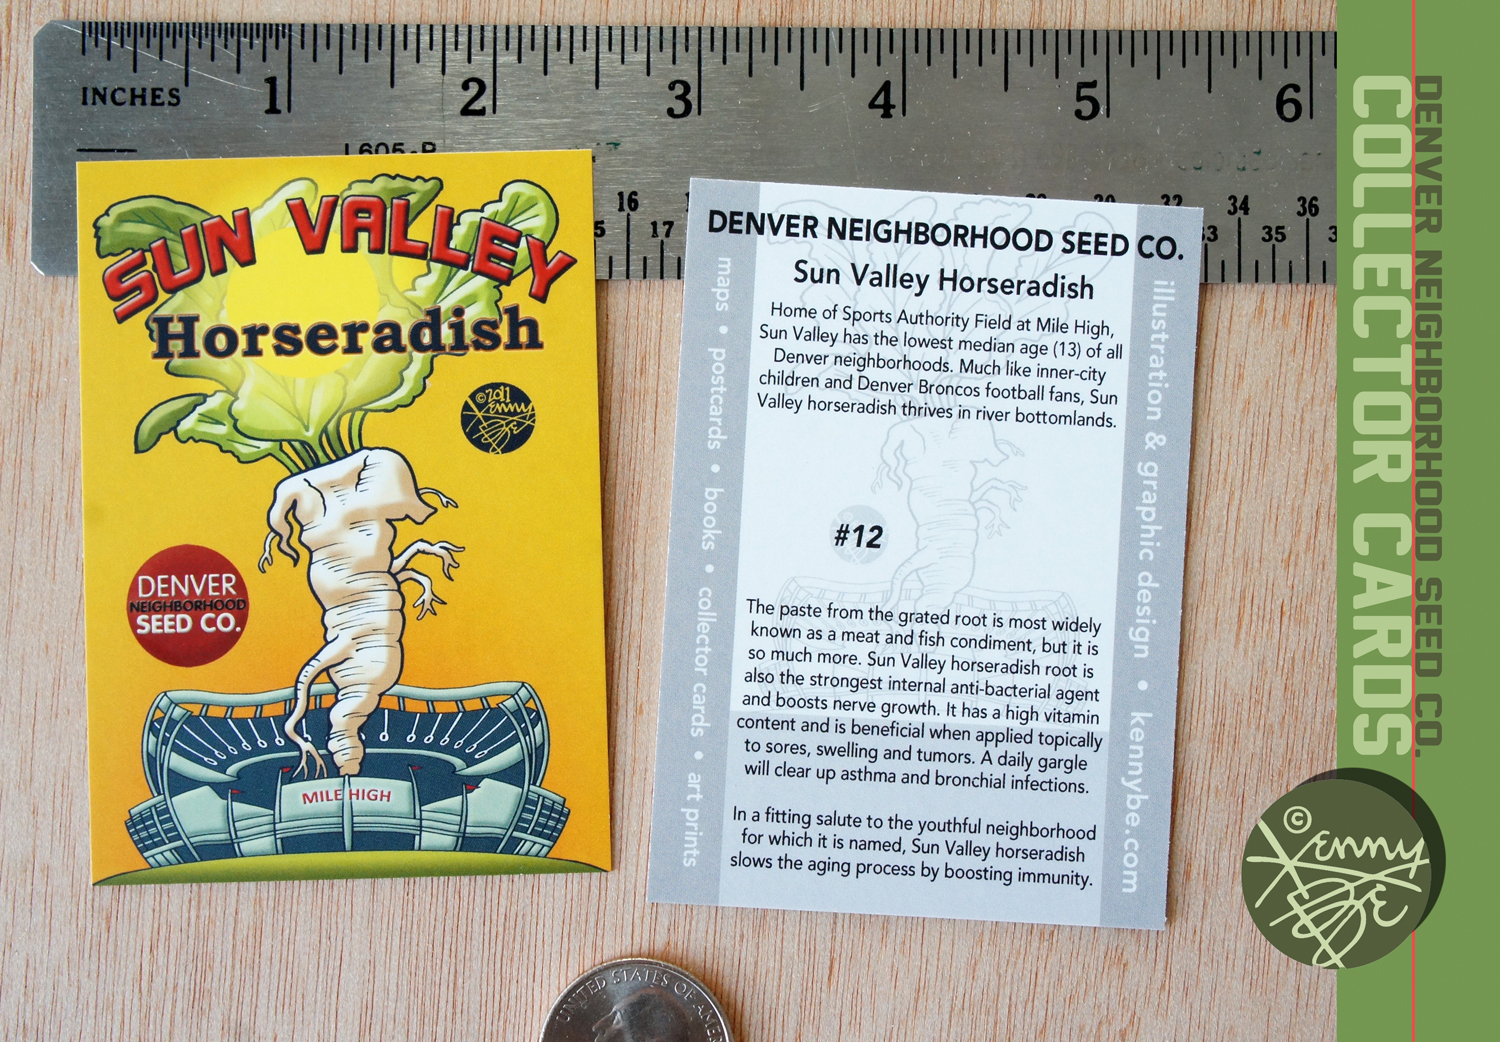 INCHES 1 2 3 4 5 6
L605-R
16 32 34 36
17 33 35
SUN VALLEY
Horseradish
©2011
Kenny
Be
DENVER
NEIGHBORHOOD
SEED CO.
MILE HIGH
DENVER NEIGHBORHOOD SEED CO.
Sun Valley Horseradish
Home of Sports Authority Field at Mile High,
Sun Valley has the lowest median age (13) of all
Denver neighborhoods. Much like inner-city
children and Denver Broncos football fans, Sun
Valley horseradish thrives in river bottomlands.
#12
The paste from the grated root is most widely
known as a meat and fish condiment, but it is
so much more. Sun Valley horseradish root is
also the strongest internal anti-bacterial agent
and boosts nerve growth. It has a high vitamin
content and is beneficial when applied topically
to sores, swelling and tumors. A daily gargle
will clear up asthma and bronchial infections.
In a fitting salute to the youthful neighborhood
for which it is named, Sun Valley horseradish
slows the aging process by boosting immunity.
maps • postcards • books • collector cards • art prints
illustration & graphic design • kennybe.com
UNITED STATES OF
DENVER NEIGHBORHOOD SEED CO.
COLLECTOR CARDS
©
Kenny
Be